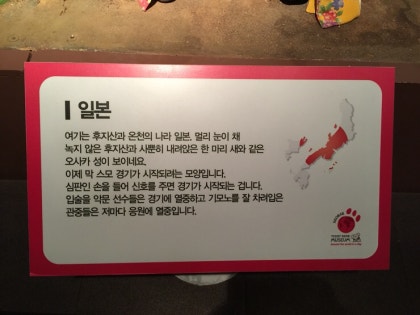 일본
여기는 후지산과 온천의 나라 일본, 멀리 눈이 채
녹지 않은 후지산과 사뿐히 내려앉은 한 마리 새와 같은
오사카 성이 보이네요.
이제 막 스모 경기가 시작되려는 모양입니다.
심판인 손을 들어 신호를 주면 경기가 시작되는 겁니다.
입술을 악문 선수들은 경기에 열중하고 기모노를 잘 차려입은
관중들은 저마다 응원에 열중입니다.
TEDDY BEAR
MUSEUM